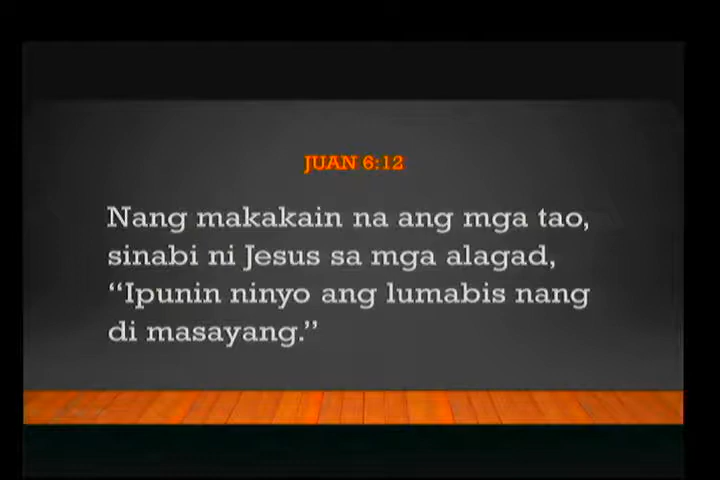 JUAN 6:12
Nang makakain na ang mga tao,
sinabi ni Jesus sa mga alagad,
“Ipunin ninyo ang lumabis nang
di masayang.”